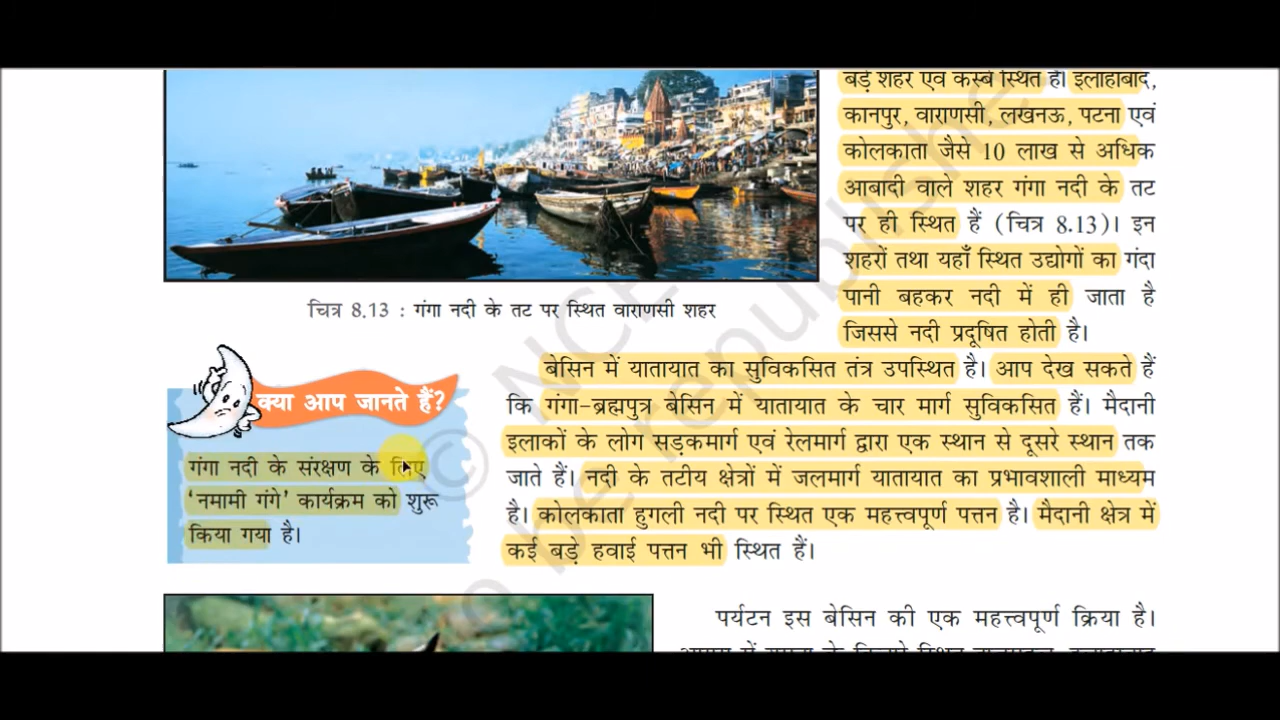 बड़े शहर एवं कस्बे स्थित हैं। इलाहाबाद,
कानपुर, वाराणसी, लखनऊ, पटना एवं
कोलकाता जैसे 10 लाख से अधिक
आबादी वाले शहर गंगा नदी के तट
पर ही स्थित हैं (चित्र 8.13)। इन
शहरों तथा यहाँ स्थित उद्योगों का गंदा
पानी बहकर नदी में ही जाता है
जिससे नदी प्रदूषित होती है।
चित्र 8.13 : गंगा नदी के तट पर स्थित वाराणसी शहर
बेसिन में यातायात का सुविकसित तंत्र उपस्थित है। आप देख सकते हैं
कि गंगा-ब्रह्मपुत्र बेसिन में यातायात के चार मार्ग सुविकसित हैं। मैदानी
इलाकों के लोग सड़कमार्ग एवं रेलमार्ग द्वारा एक स्थान से दूसरे स्थान तक
जाते हैं। नदी के तटीय क्षेत्रों में जलमार्ग यातायात का प्रभावशाली माध्यम
है। कोलकाता हुगली नदी पर स्थित एक महत्त्वपूर्ण पत्तन है। मैदानी क्षेत्र में
कई बड़े हवाई पत्तन भी स्थित हैं।
क्या आप जानते हैं?
गंगा नदी के संरक्षण के लिए
‘नमामी गंगे’ कार्यक्रम को शुरू
किया गया है।
पर्यटन इस बेसिन की एक महत्त्वपूर्ण क्रिया है।
© NCE
o be republishe